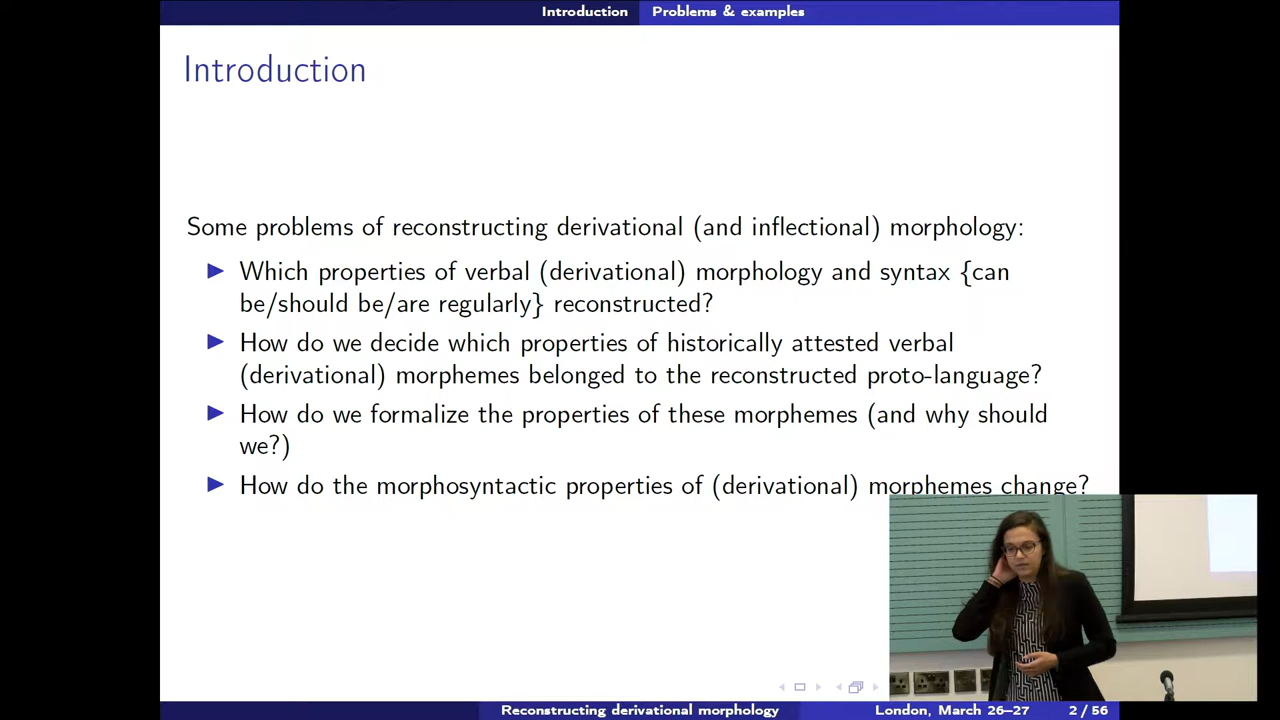 Introduction Problems & examples
Introduction
Some problems of reconstructing derivational (and inflectional) morphology:
Which properties of verbal (derivational) morphology and syntax {can
be/should be/are regularly} reconstructed?
How do we decide which properties of historically attested verbal
(derivational) morphemes belonged to the reconstructed proto-language?
How do we formalize the properties of these morphemes (and why should
we?)
How do the morphosyntactic properties of (derivational) morphemes change?
Reconstructing derivational morphology London, March 26–27 2 / 56